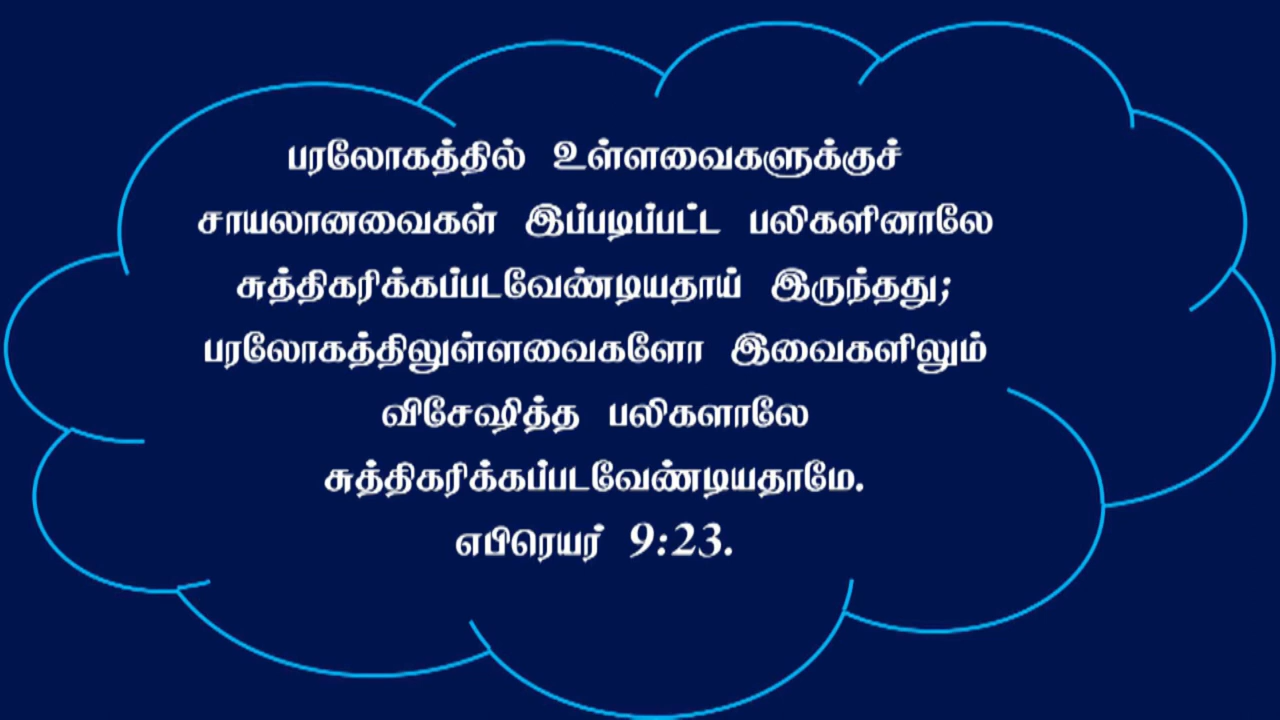 பரலோகத்தில் உள்ளவைகளுக்குச்
சாயலானவைகள் இப்படிப்பட்ட பலிகளினாலே
சுத்திகரிக்கப்படவேண்டியதாய் இருந்தது;
பரலோகத்திலுள்ளவைகளோ இவைகளிலும்
விசேஷித்த பலிகளாலே
சுத்திகரிக்கப்படவேண்டியதாமே.
எபிரெயர் 9:23.